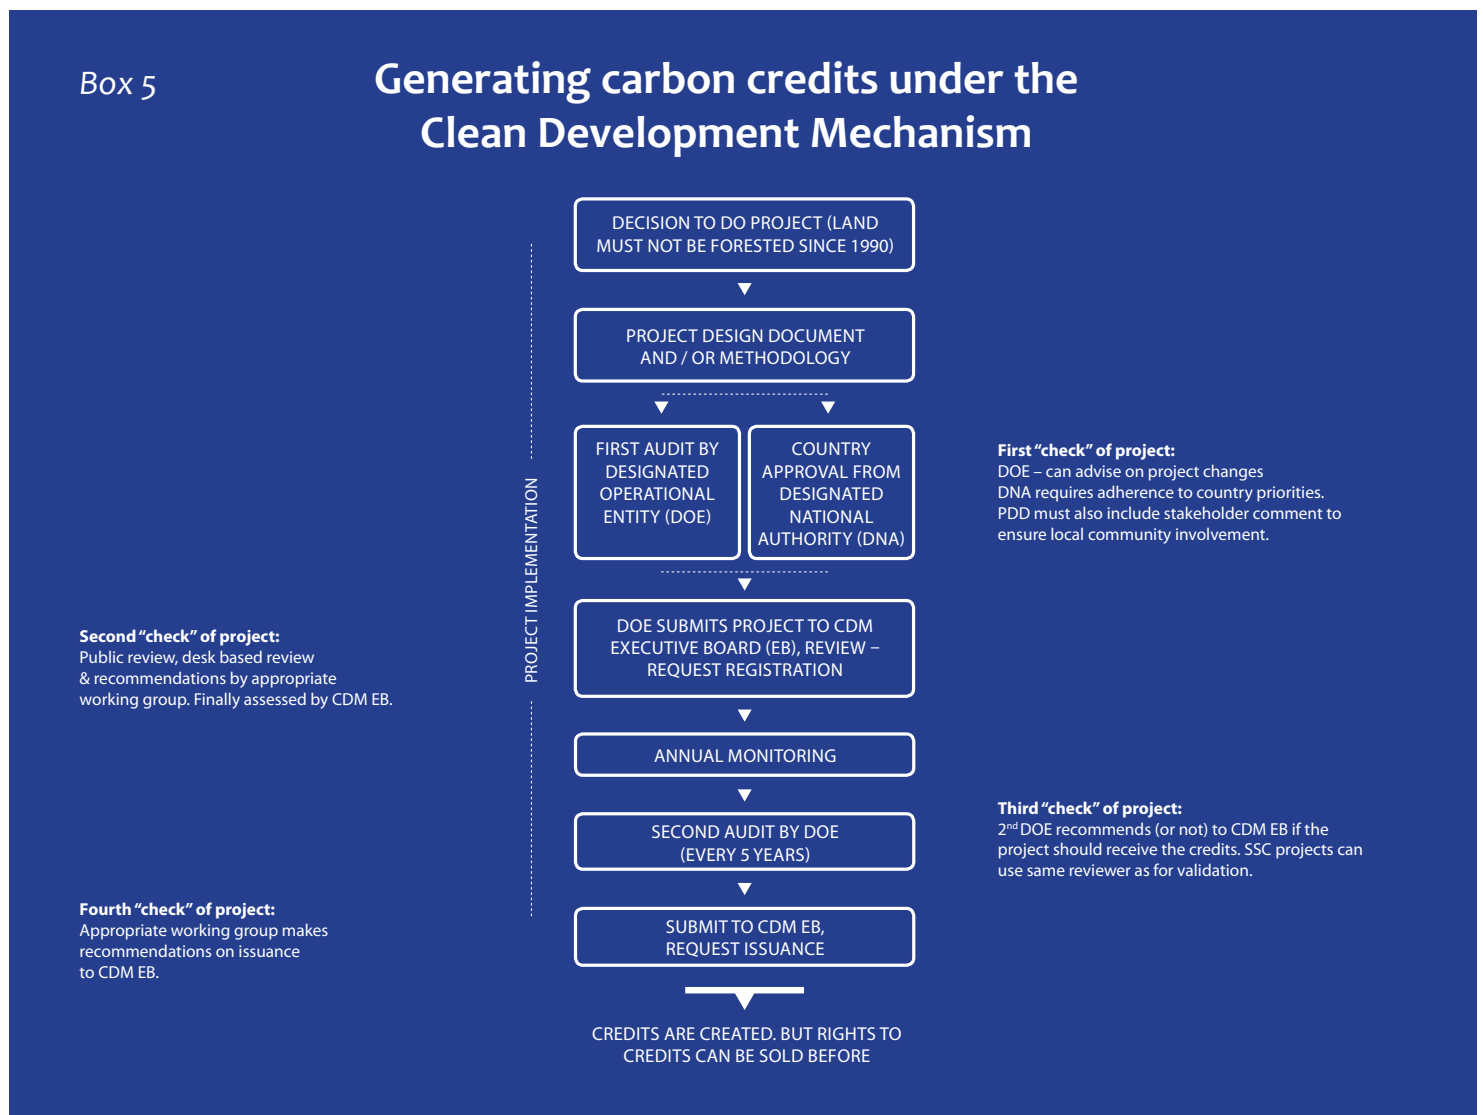 Box 5
Generating carbon credits under the
Clean Development Mechanism
DECISION TO DO PROJECT (LAND
MUST NOT BE FORESTED SINCE 1990)
PROJECT DESIGN DOCUMENT
AND / OR METHODOLOGY
FIRST AUDIT BY
DESIGNATED
OPERATIONAL
ENTITY (DOE)
COUNTRY
APPROVAL FROM
DESIGNATED
NATIONAL
AUTHORITY (DNA)
First “check” of project:
DOE – can advise on project changes
DNA requires adherence to country priorities.
PDD must also include stakeholder comment to
ensure local community involvement.
PROJECT IMPLEMENTATION
DOE SUBMITS PROJECT TO CDM
EXECUTIVE BOARD (EB), REVIEW –
REQUEST REGISTRATION
Second “check” of project:
Public review, desk based review
& recommendations by appropriate
working group. Finally assessed by CDM EB.
ANNUAL MONITORING
SECOND AUDIT BY DOE
(EVERY 5 YEARS)
Third “check” of project:
2nd DOE recommends (or not) to CDM EB if the
project should receive the credits. SSC projects can
use same reviewer as for validation.
SUBMIT TO CDM EB,
REQUEST ISSUANCE
Fourth “check” of project:
Appropriate working group makes
recommendations on issuance
to CDM EB.
CREDITS ARE CREATED. BUT RIGHTS TO
CREDITS CAN BE SOLD BEFORE